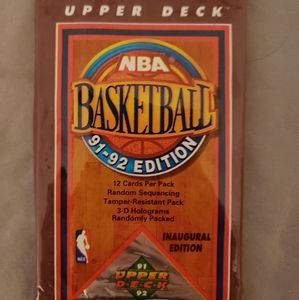 UPPER DECK
NBA
BASKETBALL
91-92 EDITION
12 Cards Per Pack
Random Sequencing
Tamper-Resistant Pack
3-D Holograms
Randomly Packed
INAUGURAL
EDITION
NBA
91
UPPER
DECK
92